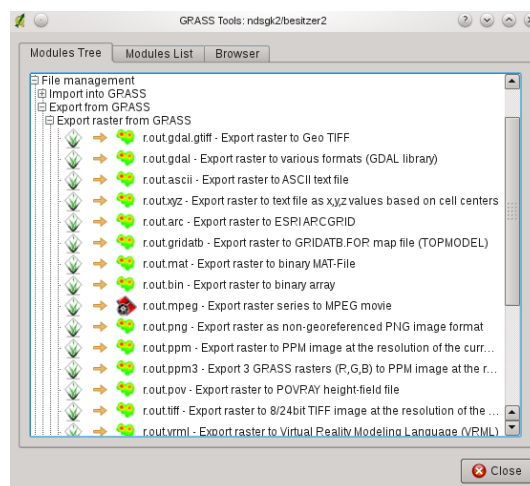 GRASS Tools: ndsgk2/besitzer2
Modules Tree
Modules List
Browser
File management
Import into GRASS
Export from GRASS
Export raster from GRASS
r.out.gdal.gtiff - Export raster to Geo TIFF
r.out.gdal - Export raster to various formats (GDAL library)
r.out.ascii - Export raster to ASCII text file
r.out.xyz - Export raster to text file as x,y,z values based on cell centers
r.out.arc - Export raster to ESRI ARCGRID
r.out.gridatb - Export raster to GRIDATB.FOR map file (TOPMODEL)
r.out.mat - Export raster to binary MAT-File
r.out.bin - Export raster to binary array
r.out.mpeg - Export raster series to MPEG movie
r.out.png - Export raster as non-georeferenced PNG image format
r.out.ppm - Export raster to PPM image at the resolution of the curr...
r.out.ppm3 - Export 3 GRASS rasters (R,G,B) to PPM image at the r...
r.out.pov - Export raster to POVRAY height-field file
r.out.tiff - Export raster to 8/24bit TIFF image at the resolution of the ...
r.out.vrml - Export raster to Virtual Reality Modeling Language (VRML)
Close